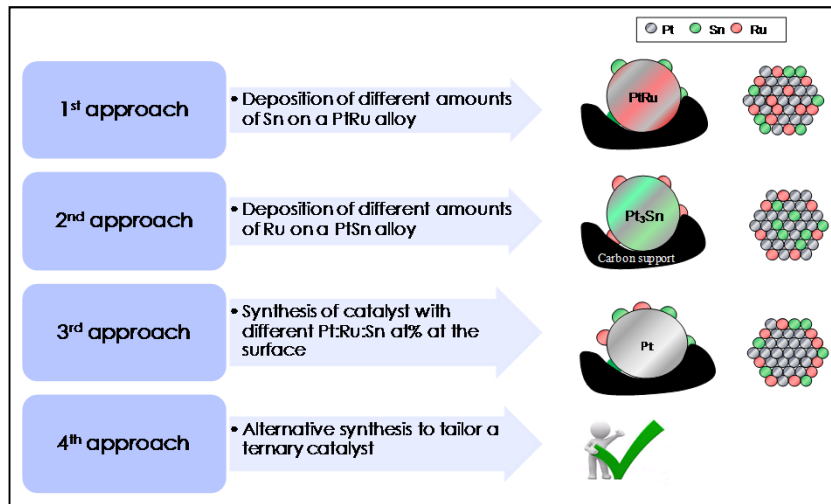 Pt Sn Ru
1st approach
• Deposition of different amounts
of Sn on a PtRu alloy
PtRu
2nd approach
• Deposition of different amounts
of Ru on a PtSn alloy
Pt₃Sn
Carbon support
3rd approach
• Synthesis of catalyst with
different Pt:Ru:Sn at% at the
surface
Pt
4th approach
• Alternative synthesis to tailor a
ternary catalyst